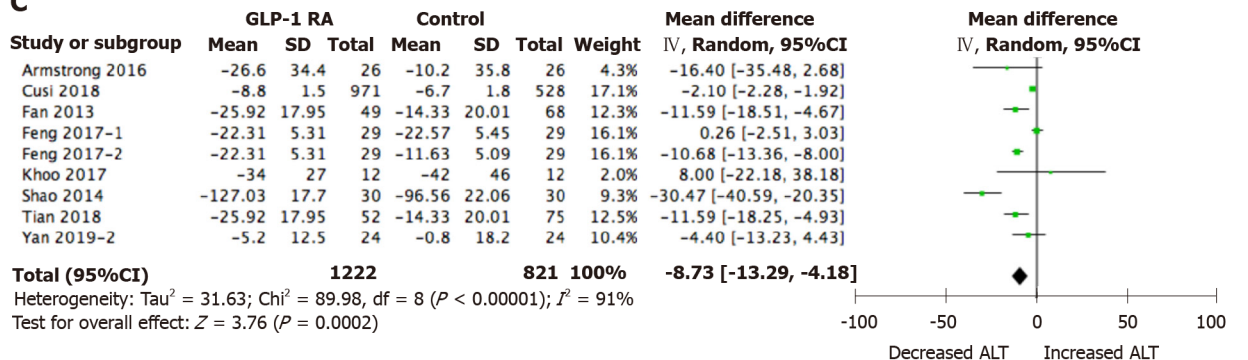 C
GLP-1 RA Control Mean difference Mean difference
Study or subgroup Mean SD Total Mean SD Total Weight Ⅳ, Random, 95%CI Ⅳ, Random, 95%CI
Armstrong 2016 -26.6 34.4 26 -10.2 35.8 26 4.3% -16.40 [-35.48, 2.68]
Cusi 2018 -8.8 1.5 971 -6.7 1.8 528 17.1% -2.10 [-2.28, -1.92]
Fan 2013 -25.92 17.95 49 -14.33 20.01 68 12.3% -11.59 [-18.51, -4.67]
Feng 2017-1 -22.31 5.31 29 -22.57 5.45 29 16.1% 0.26 [-2.51, 3.03]
Feng 2017-2 -22.31 5.31 29 -11.63 5.09 29 16.1% -10.68 [-13.36, -8.00]
Khoo 2017 -34 27 12 -42 46 12 2.0% 8.00 [-22.18, 38.18]
Shao 2014 -127.03 17.7 30 -96.56 22.06 30 9.3% -30.47 [-40.59, -20.35]
Tian 2018 -25.92 17.95 52 -14.33 20.01 75 12.5% -11.59 [-18.25, -4.93]
Yan 2019-2 -5.2 12.5 24 -0.8 18.2 24 10.4% -4.40 [-13.23, 4.43]
Total (95%CI) 1222 821 100% -8.73 [-13.29, -4.18]
Heterogeneity: Tau² = 31.63; Chi² = 89.98, df = 8 (P < 0.00001); I² = 91%
Test for overall effect: Z = 3.76 (P = 0.0002)
-100 -50 0 50 100
Decreased ALT Increased ALT